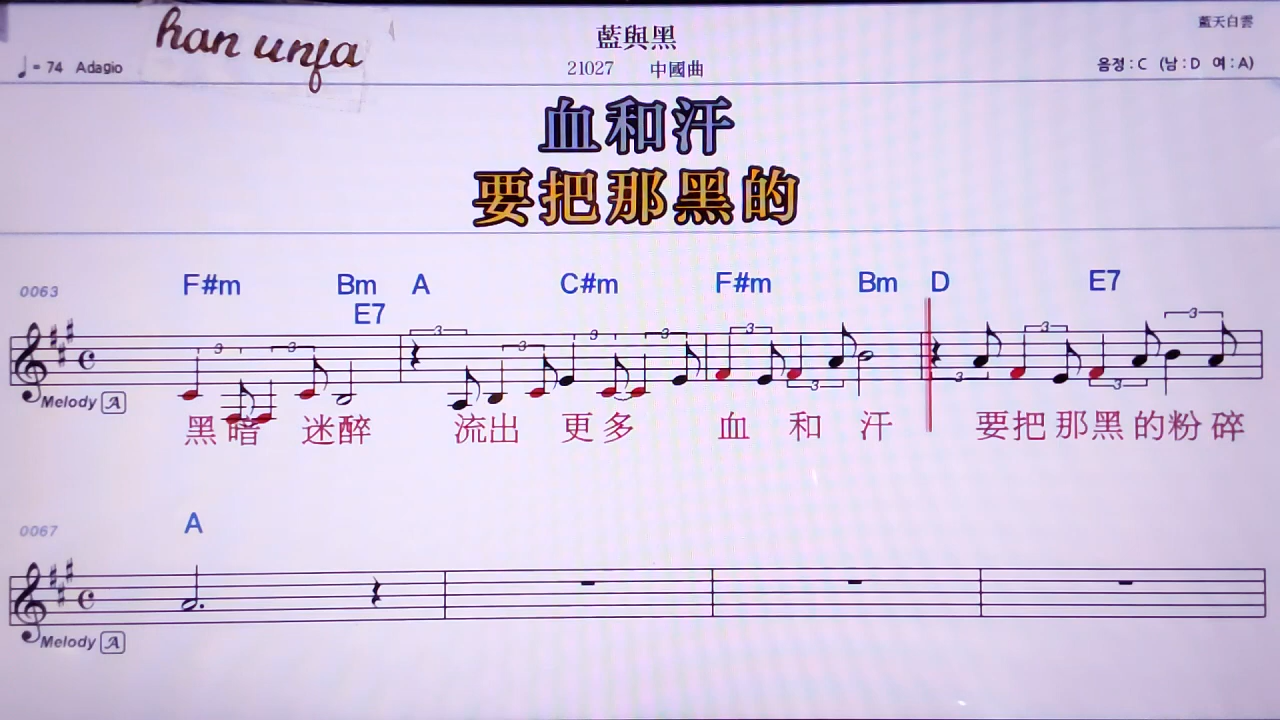 han unfa
藍與黑
藍天白雲
♩= 74 Adagio
21027 中國曲
음정 : C (남 : D 여 : A)
血和汗
要把那黑的
0063
F#m Bm A C#m F#m Bm D E7
E7
3 3 3 3 3 3 3 3 3 3 3 3
Melody A
黑暗 迷醉 流出 更多 血 和 汗 要把那黑的粉碎
0067
A
Melody A